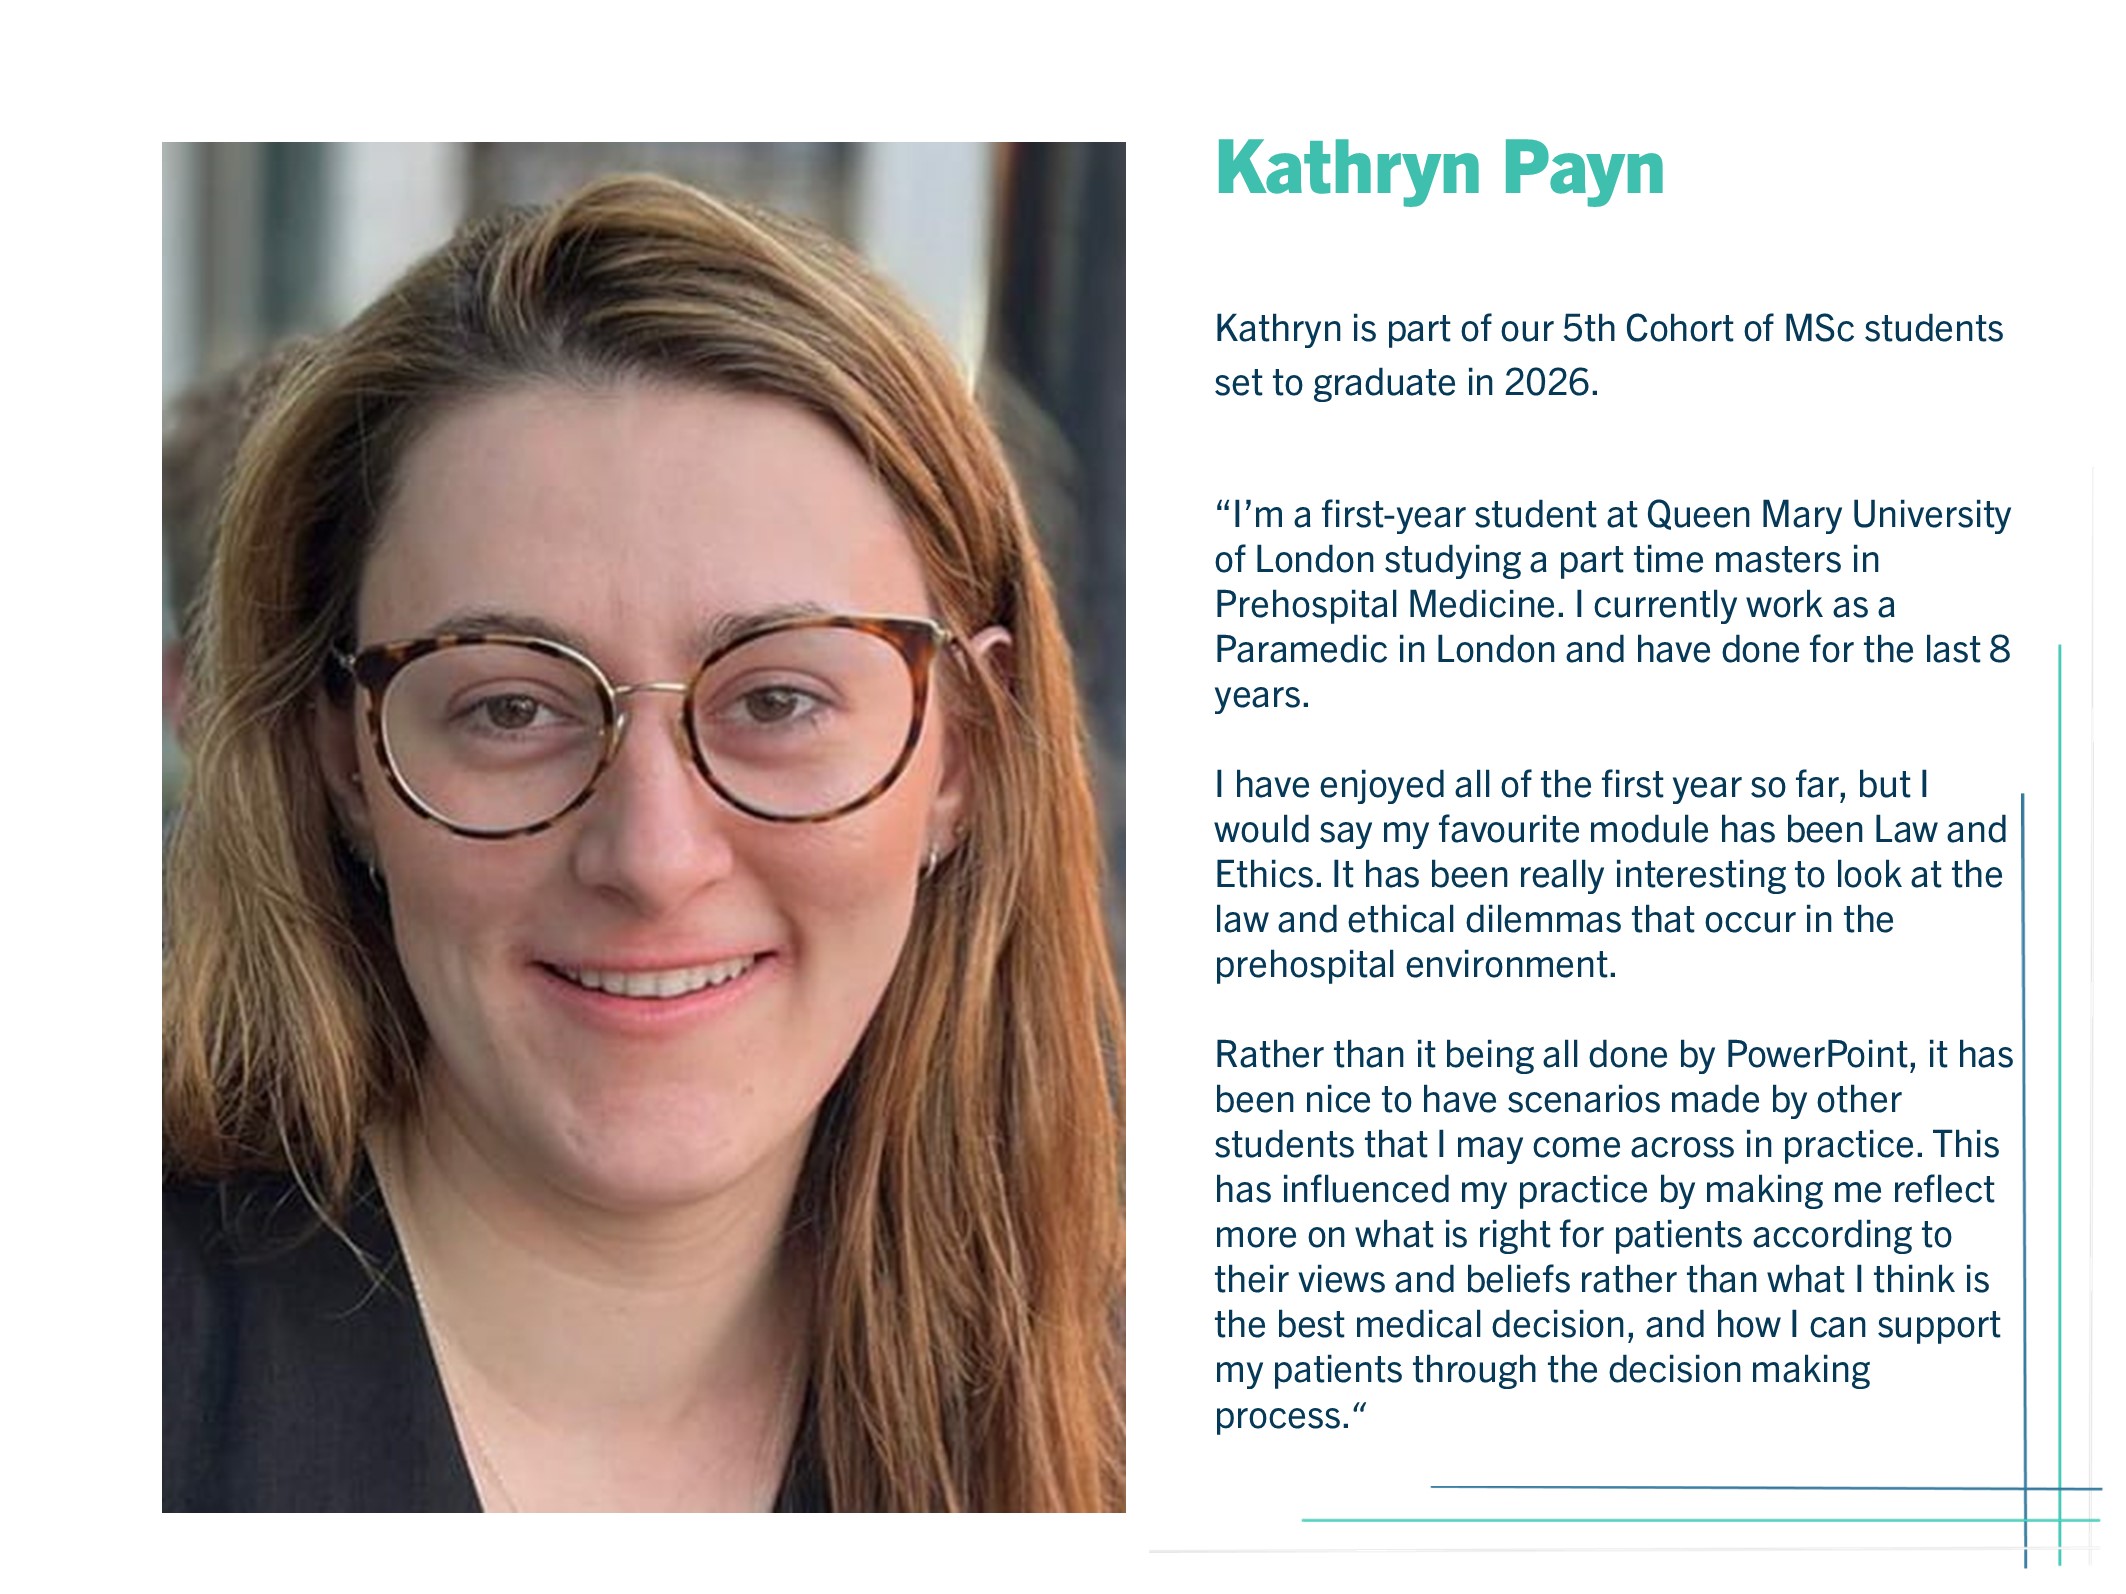 Kathryn Payn
Kathryn is part of our 5th Cohort of MSc students
set to graduate in 2026.
“I’m a first-year student at Queen Mary University
of London studying a part time masters in
Prehospital Medicine. I currently work as a
Paramedic in London and have done for the last 8
years.
I have enjoyed all of the first year so far, but I
would say my favourite module has been Law and
Ethics. It has been really interesting to look at the
law and ethical dilemmas that occur in the
prehospital environment.
Rather than it being all done by PowerPoint, it has
been nice to have scenarios made by other
students that I may come across in practice. This
has influenced my practice by making me reflect
more on what is right for patients according to
their views and beliefs rather than what I think is
the best medical decision, and how I can support
my patients through the decision making
process.“